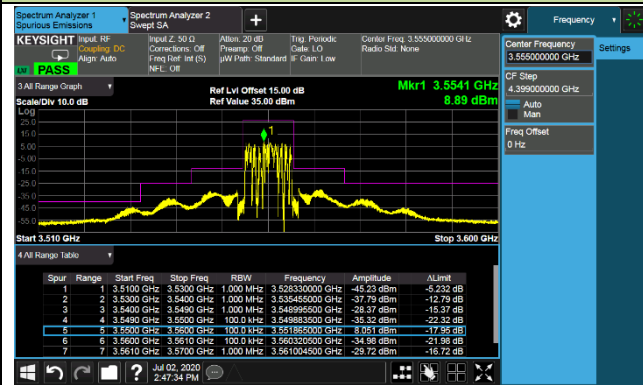 Spectrum Analyzer 1
Spurious Emissions
Spectrum Analyzer 2
Swept SA
+
Frequency
KEYSIGHT
Input: RF
Coupling: DC
Align: Auto
PASS
Input Z: 50 Ω
Corrections: Off
Freq Ref: Int (S)
NFE: Off
Atten: 20 dB
Preamp: Off
µW Path: Standard
Trig: Periodic
Gate: LO
IF Gain: Low
Center Freq: 3.555000000 GHz
Radio Std: None
Center Frequency
3.555000000 GHz
Settings
CF Step
4.399000000 GHz
Auto
Man
Freq Offset
0 Hz
3 All Range Graph
Scale/Div 10.0 dB
Ref Lvl Offset 15.00 dB
Ref Value 35.00 dBm
Mkr1 3.5541 GHz
8.89 dBm
Log
25.0
15.0
5.00
-5.00
-15.0
-25.0
-35.0
-45.0
-55.0
1
Start 3.510 GHz
Stop 3.600 GHz
4 All Range Table
Spur Range Start Freq Stop Freq RBW Frequency Amplitude ΔLimit
1 1 3.5100 GHz 3.5300 GHz 1.000 MHz 3.528330000 GHz -45.23 dBm -5.232 dB
2 2 3.5300 GHz 3.5400 GHz 1.000 MHz 3.535455000 GHz -37.79 dBm -12.79 dB
3 3 3.5400 GHz 3.5490 GHz 1.000 MHz 3.548995500 GHz -28.37 dBm -15.37 dB
4 4 3.5490 GHz 3.5500 GHz 100.0 kHz 3.549883500 GHz -35.32 dBm -22.32 dB
5 5 3.5500 GHz 3.5600 GHz 100.0 kHz 3.551865000 GHz 8.051 dBm -17.95 dB
6 6 3.5600 GHz 3.5610 GHz 100.0 kHz 3.560320500 GHz -34.98 dBm -21.98 dB
7 7 3.5610 GHz 3.5700 GHz 1.000 MHz 3.561004500 GHz -29.72 dBm -16.72 dB
?
Jul 02, 2020
2:47:34 PM